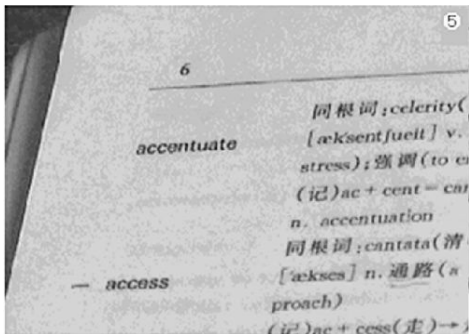 ⑤
6
同根词:celerity(
accentuate [æk'sentʃueit] v.
stress);强调(to e
(记)ac+cent=can
n. accentuation
同根词:cantata(清
— access ['ækses] n. 通路(a
proach)
(记)ac+cess(走)→